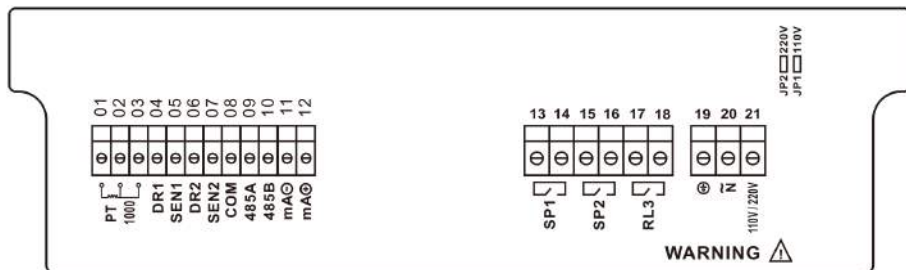 JP2 220V
JP1 110V
01 02 03 04 05 06 07 08 09 10 11 12
13 14 15 16 17 18
19 20 21
PT 1000
DR1
SEN1
DR2
SEN2
COM
485A
485B
mA⊖
mA⊕
SP1
SP2
RL3
~N
110V / 220V
WARNING